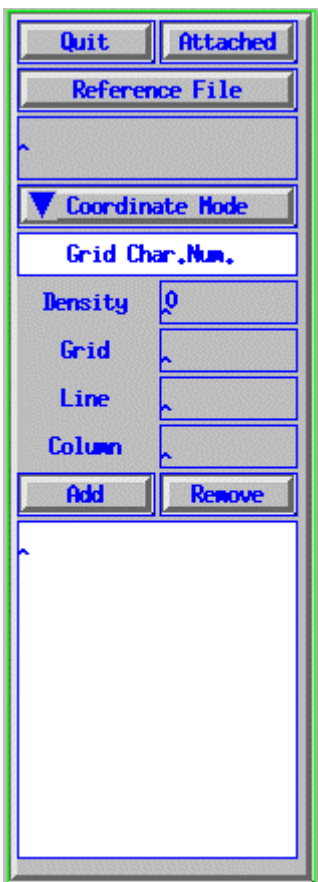 Quit Attached
Reference File
^
Coordinate Mode
Grid Char.Num.
Density 0
Grid
Line
Column
Add Remove
^